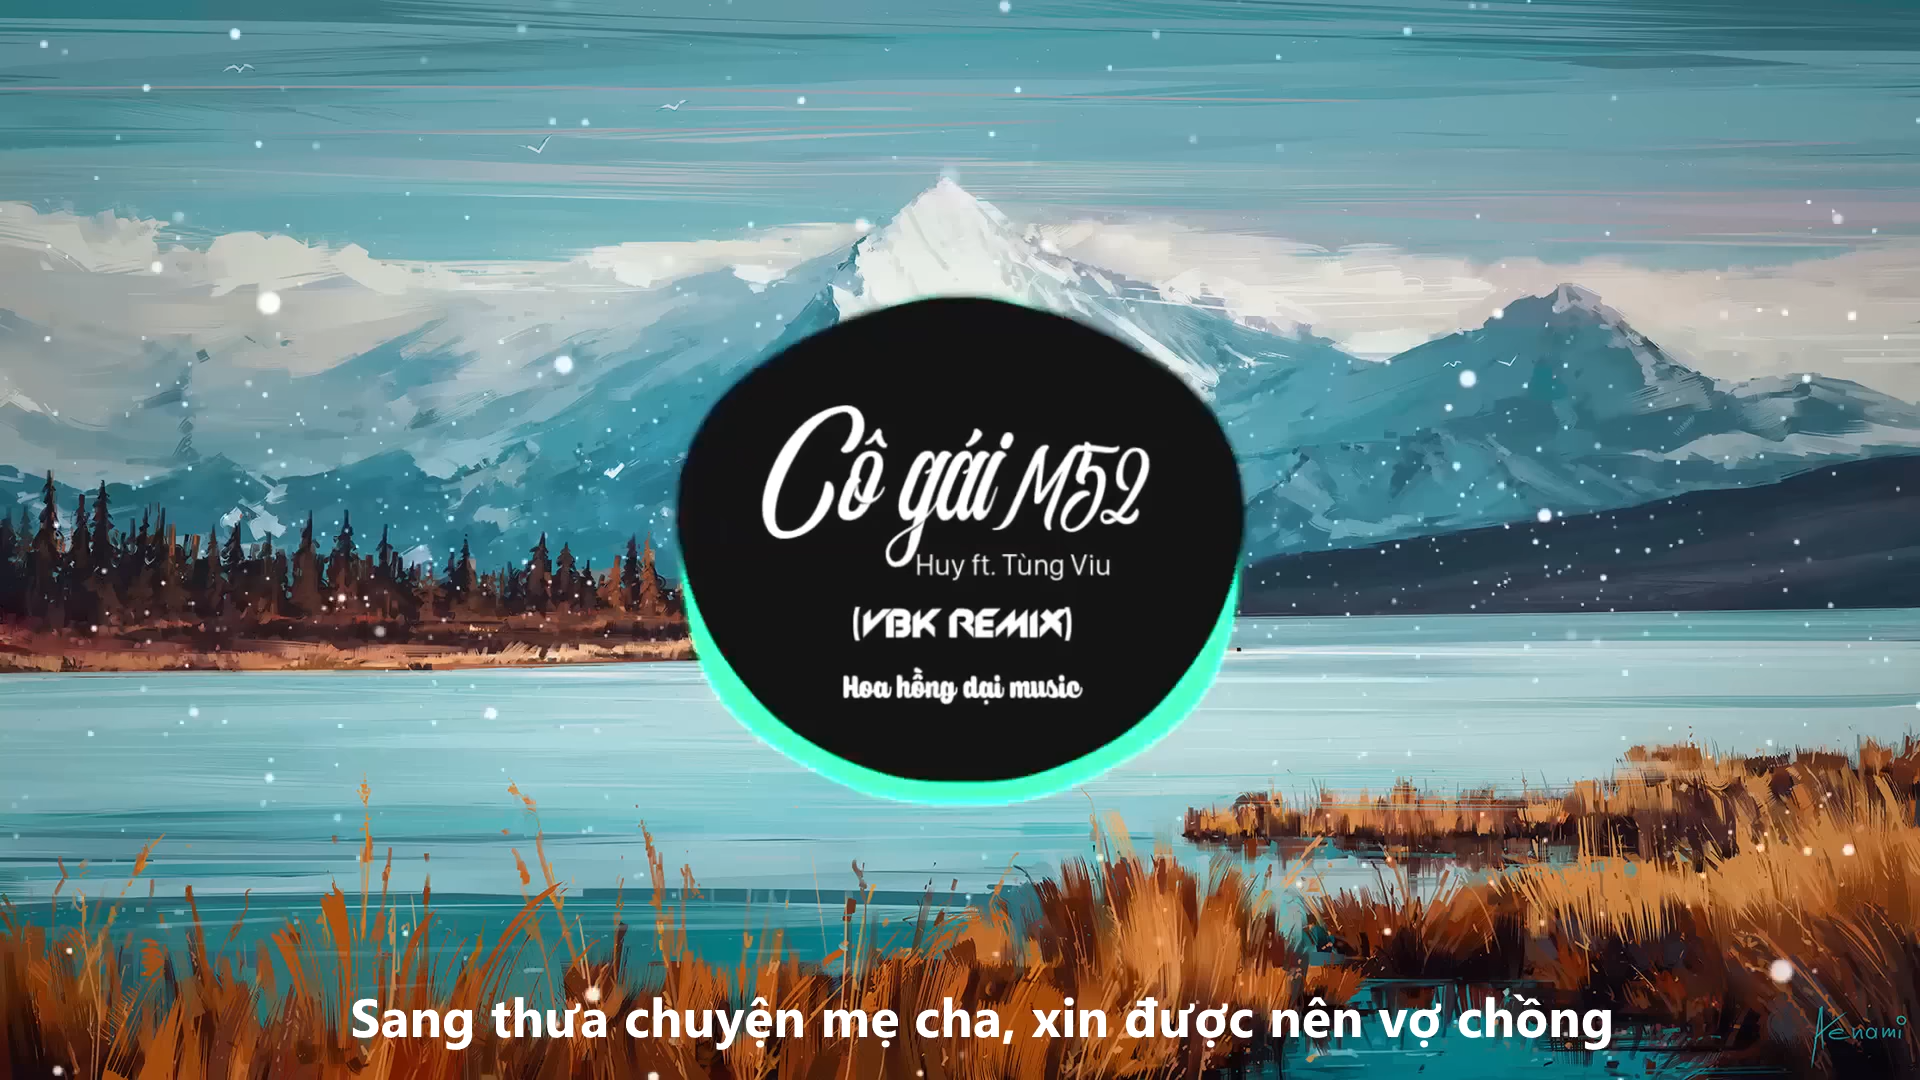 Cô gái M52
Huy ft. Tùng Viu
(VBK REMIX)
Hoa hồng dại music
Sang thưa chuyện mẹ cha, xin được nên vợ chồng
Aenami